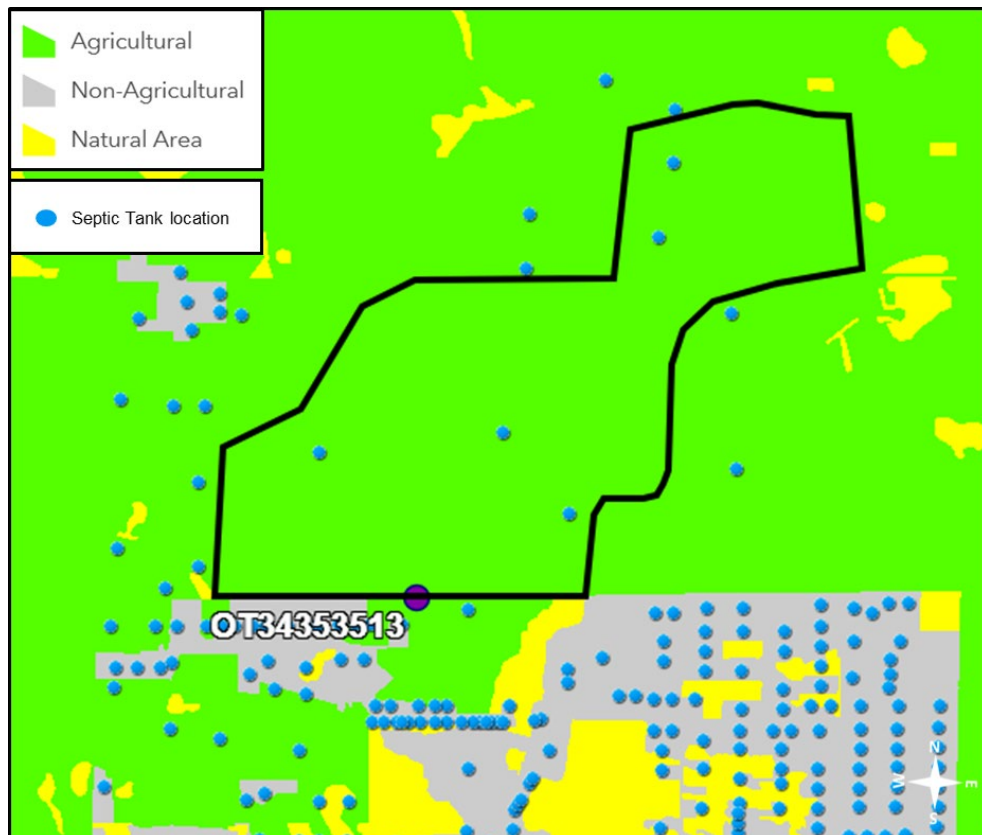 Agricultural
Non-Agricultural
Natural Area
Septic Tank location
OT34353513
N
W
E
S